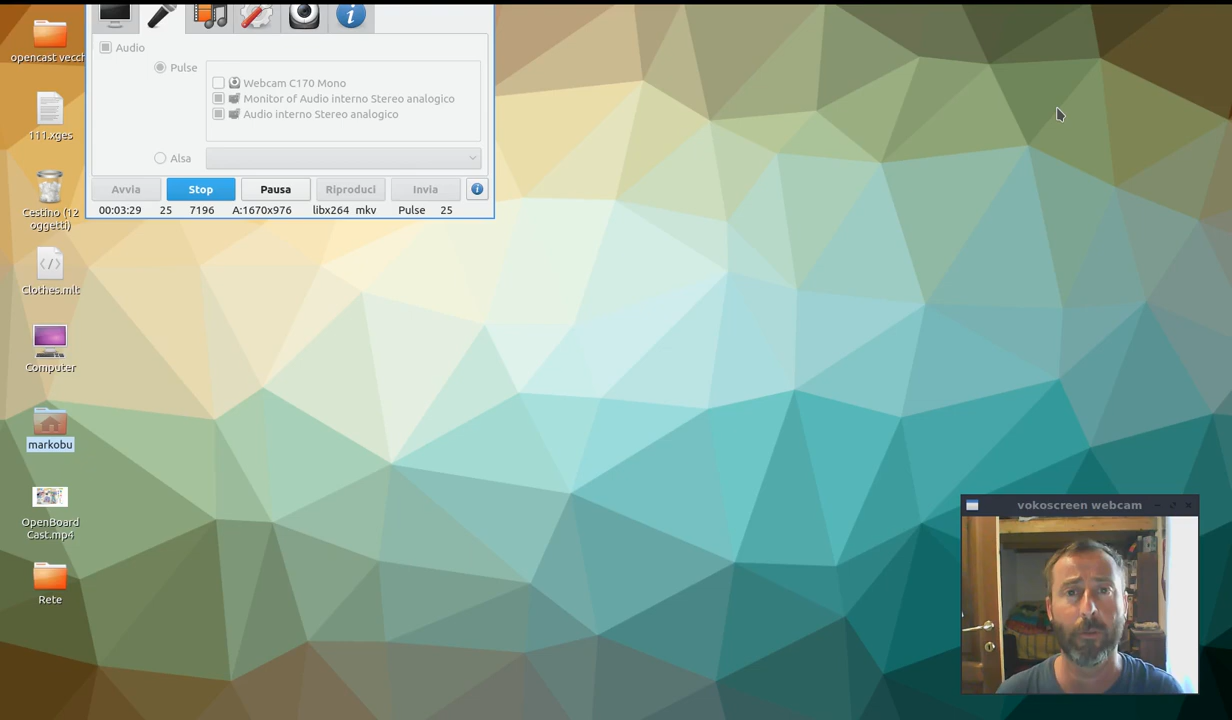 opencast vecch
111.xges
Cestino (12
oggetti)
Clothes.mlt
Computer
markobu
OpenBoard
Cast.mp4
Rete
Audio
Pulse
Webcam C170 Mono
Monitor of Audio interno Stereo analogico
Audio interno Stereo analogico
Alsa
Avvia Stop Pausa Riproduci Invia
00:03:29 25 7196 A:1670x976 libx264 mkv Pulse 25
vokoscreen webcam